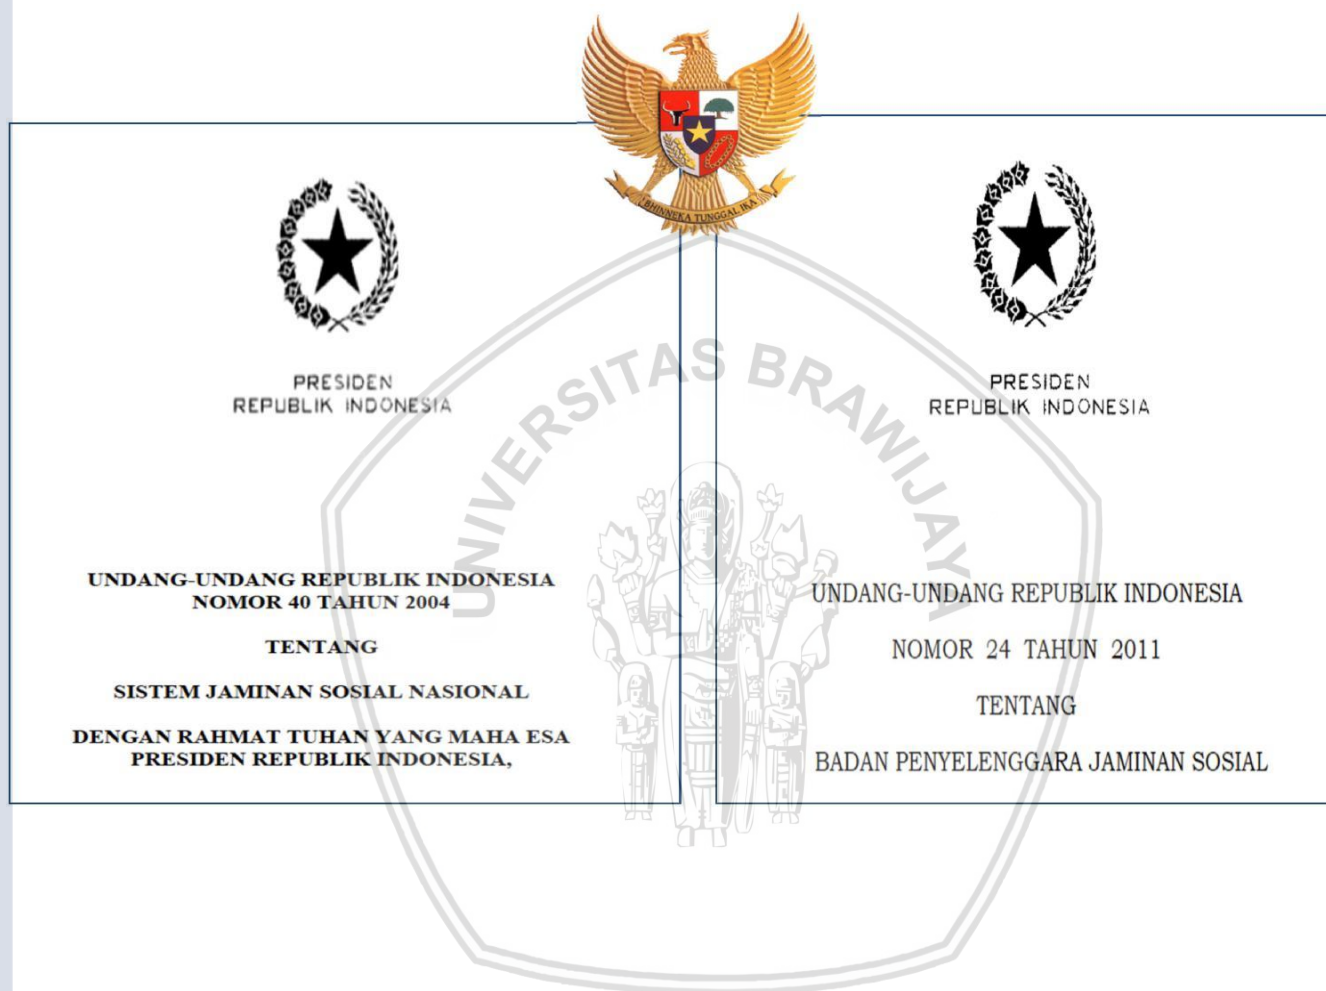 BHINNEKA TUNGGAL IKA
PRESIDEN
REPUBLIK INDONESIA
UNDANG-UNDANG REPUBLIK INDONESIA
NOMOR 40 TAHUN 2004
TENTANG
SISTEM JAMINAN SOSIAL NASIONAL
DENGAN RAHMAT TUHAN YANG MAHA ESA
PRESIDEN REPUBLIK INDONESIA,
PRESIDEN
REPUBLIK INDONESIA
UNDANG-UNDANG REPUBLIK INDONESIA
NOMOR 24 TAHUN 2011
TENTANG
BADAN PENYELENGGARA JAMINAN SOSIAL
UNIVERSITAS BRAWIJAYA